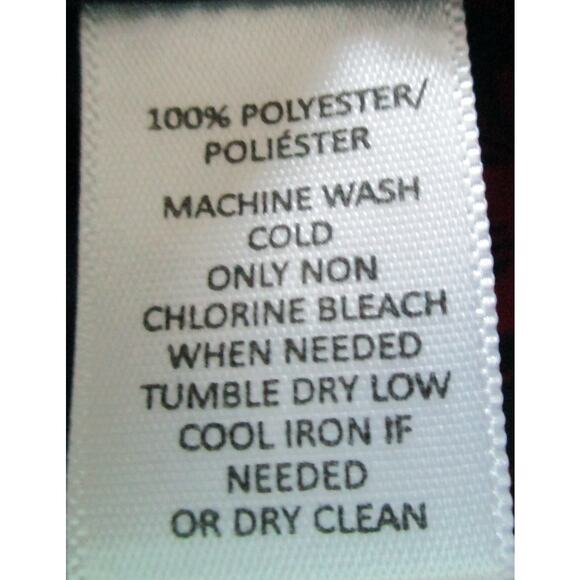 100% POLYESTER/
POLIÉSTER
MACHINE WASH
COLD
ONLY NON
CHLORINE BLEACH
WHEN NEEDED
TUMBLE DRY LOW
COOL IRON IF
NEEDED
OR DRY CLEAN